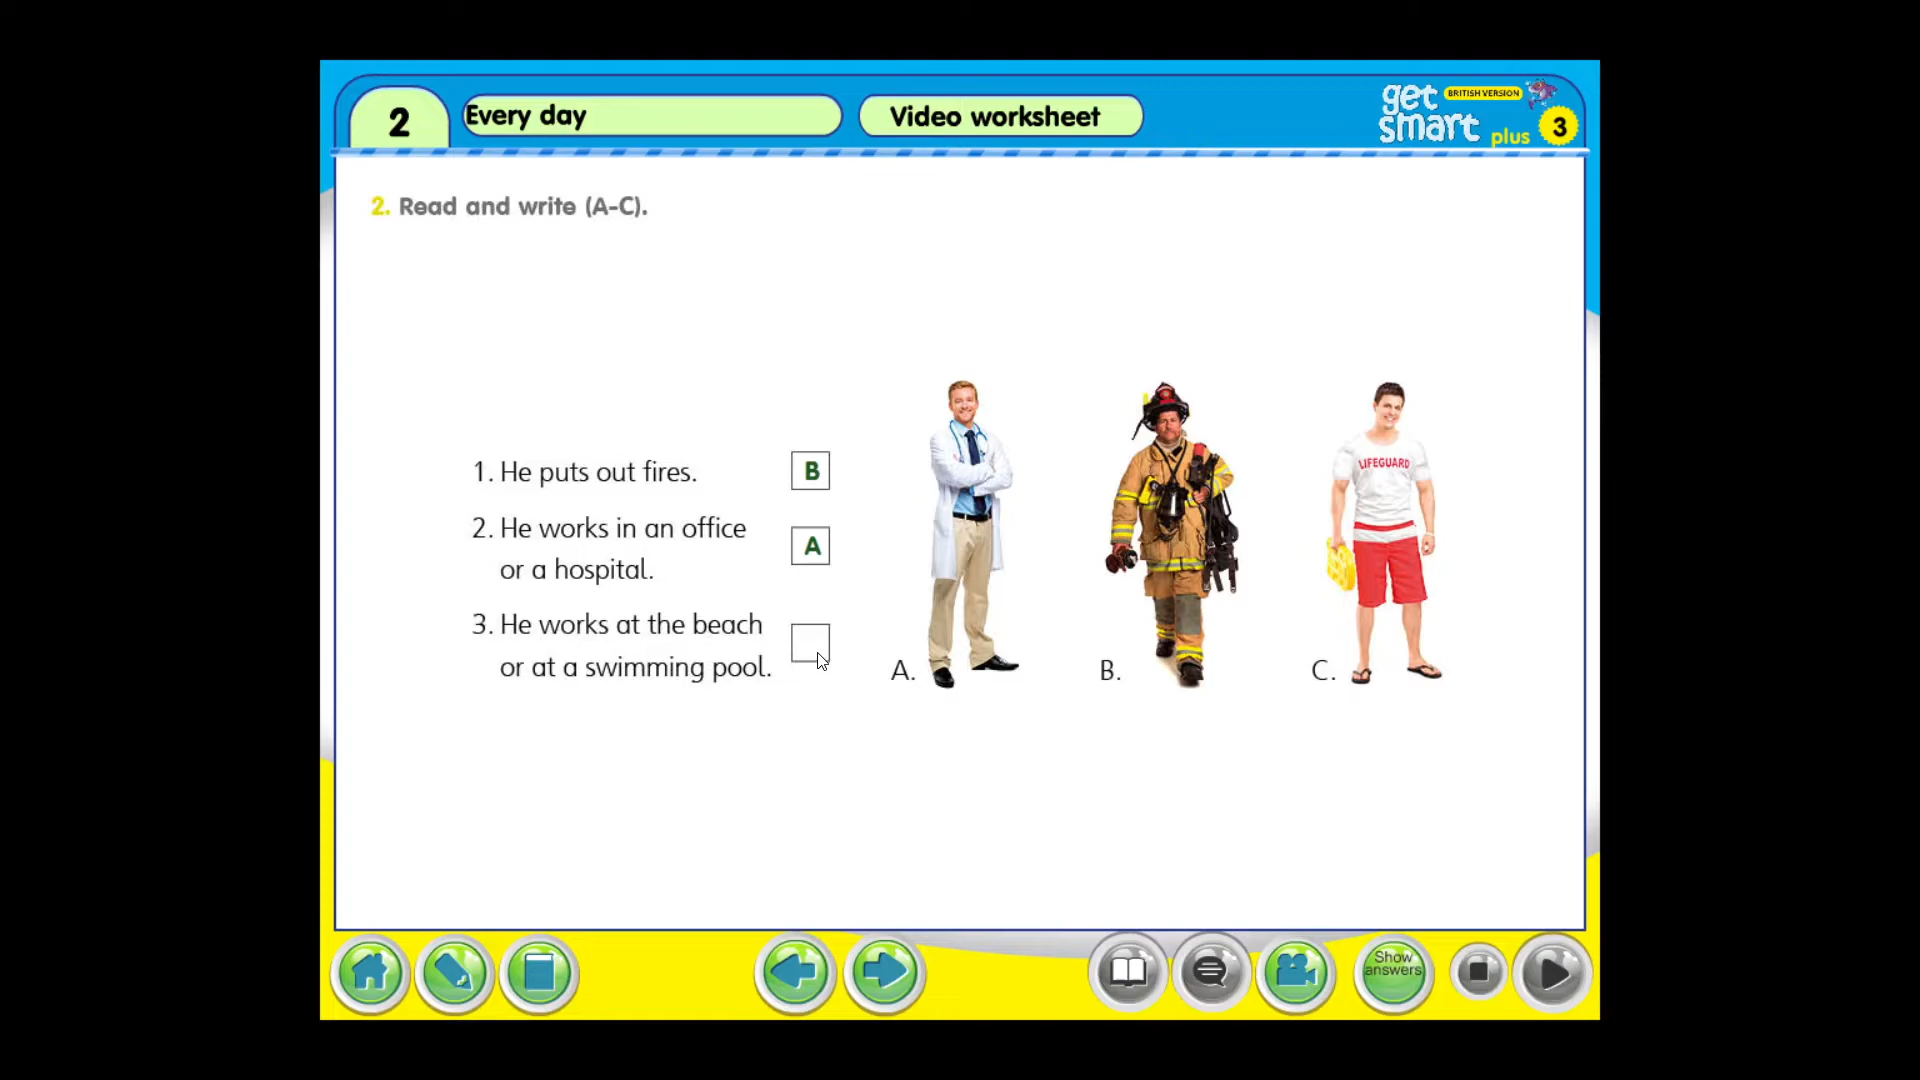 2
Every day
Video worksheet
get
smart
BRITISH VERSION
plus
3
2. Read and write (A-C).
1. He puts out fires.
B
2. He works in an office
or a hospital.
A
3. He works at the beach
or at a swimming pool.
A.
B.
LIFEGUARD
C.
Show
answers